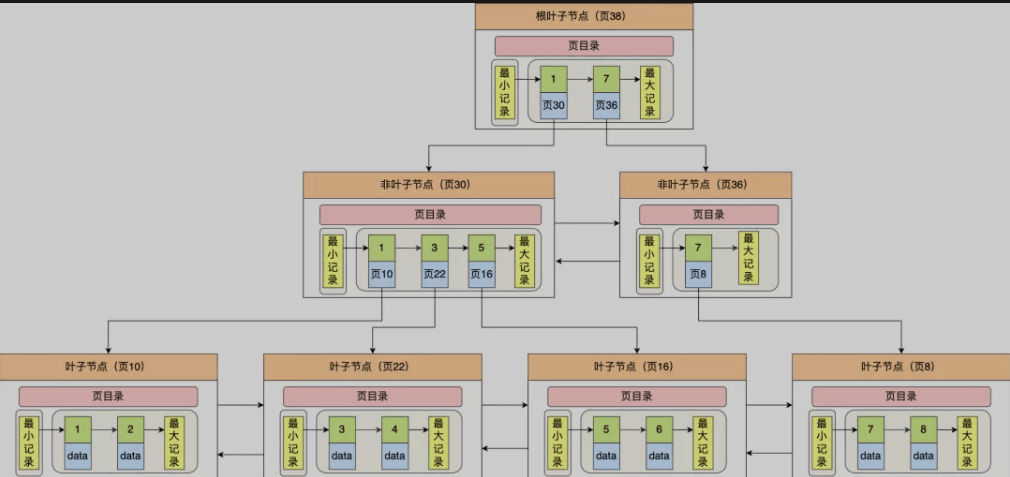 根叶子节点（页38）
页目录
最小记录
1
7
最大记录
页30
页36
非叶子节点（页30）
页目录
最小记录
1
3
5
最大记录
页10
页22
页16
非叶子节点（页36）
页目录
最小记录
7
最大记录
页8
叶子节点（页10）
页目录
最小记录
1
2
最大记录
data
data
叶子节点（页22）
页目录
最小记录
3
4
最大记录
data
data
叶子节点（页16）
页目录
最小记录
5
6
最大记录
data
data
叶子节点（页8）
页目录
最小记录
7
8
最大记录
data
data